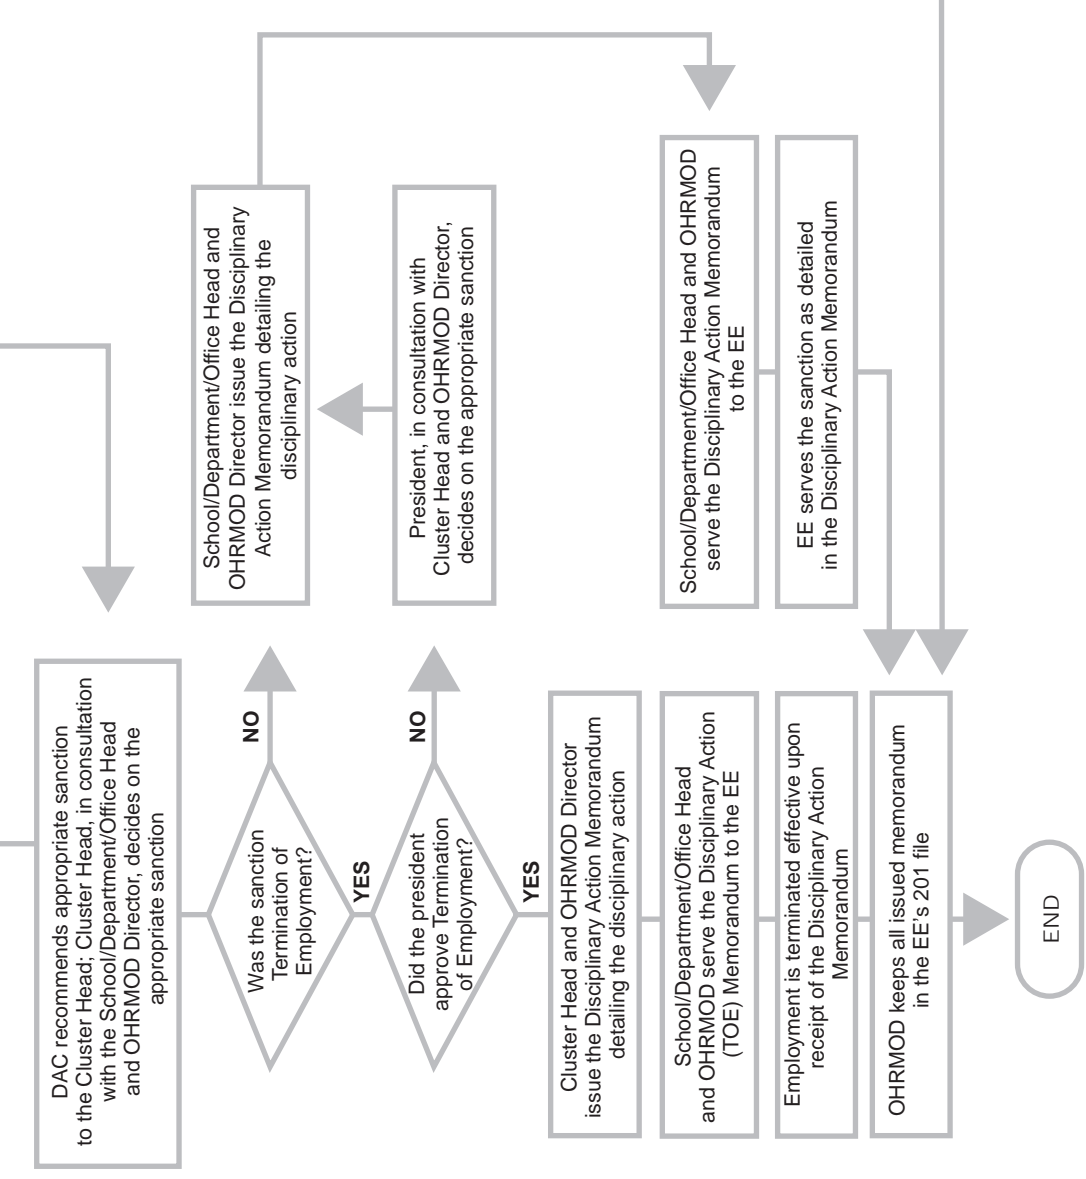 DAC recommends appropriate sanction
to the Cluster Head; Cluster Head, in consultation
with the School/Department/Office Head
and OHRMOD Director, decides on the
appropriate sanction
Was the sanction
Termination of
Employment?
NO
School/Department/Office Head and
OHRMOD Director issue the Disciplinary
Action Memorandum detailing the
disciplinary action
YES
Did the president
approve Termination
of Employment?
NO
President, in consultation with
Cluster Head and OHRMOD Director,
decides on the appropriate sanction
YES
Cluster Head and OHRMOD Director
issue the Disciplinary Action Memorandum
detailing the disciplinary action
School/Department/Office Head
and OHRMOD serve the Disciplinary Action
(TOE) Memorandum to the EE
School/Department/Office Head and OHRMOD
serve the Disciplinary Action Memorandum
to the EE
Employment is terminated effective upon
receipt of the Disciplinary Action
Memorandum
EE serves the sanction as detailed
in the Disciplinary Action Memorandum
OHRMOD keeps all issued memorandum
in the EE's 201 file
END